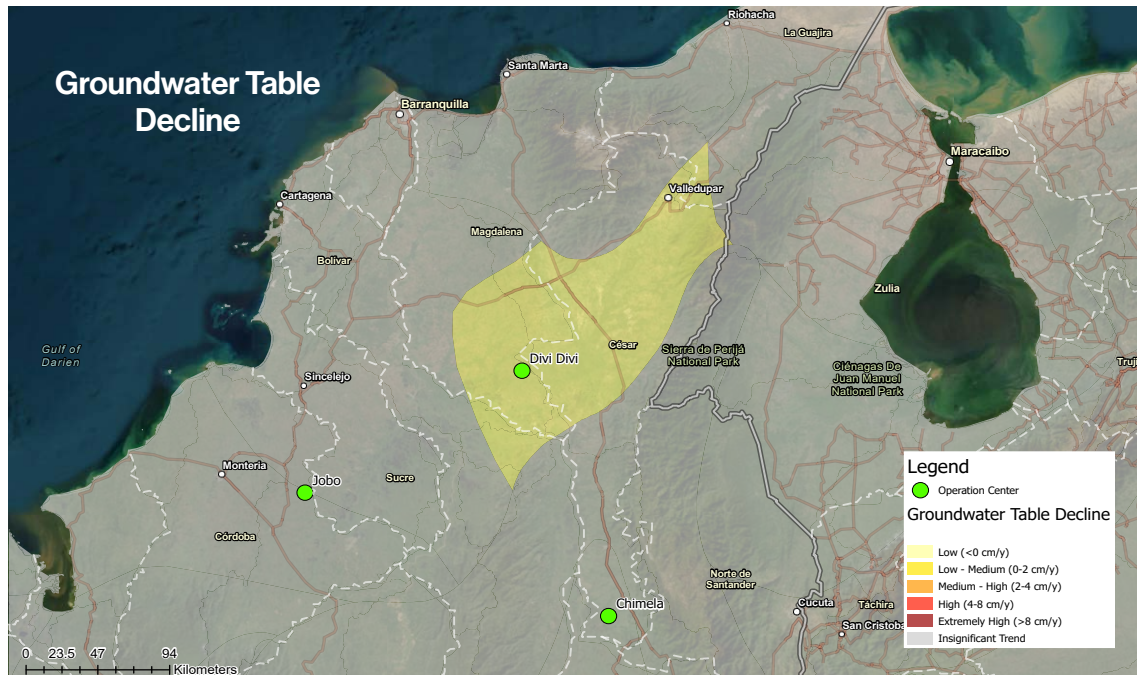 Groundwater Table
Decline
Riohacha
La Guajira
Santa Marta
Barranquilla
Maracaibo
Valledupar
Cartagena
Magdalena
Bolívar
Zulia
Gulf of
Darien
César
Sierra de Perijá
National Park
Divi Divi
Ciénagas De
Juan Manuel
National Park
Truji
Sincelejo
Montería
Jobo
Sucre
Córdoba
Norte de
Santander
Chimela
Cucuta
Táchira
San Cristoba
Legend
Operation Center
Groundwater Table Decline
Low (<0 cm/y)
Low - Medium (0-2 cm/y)
Medium - High (2-4 cm/y)
High (4-8 cm/y)
Extremely High (>8 cm/y)
Insignificant Trend
0 23.5 47 94
Kilometers